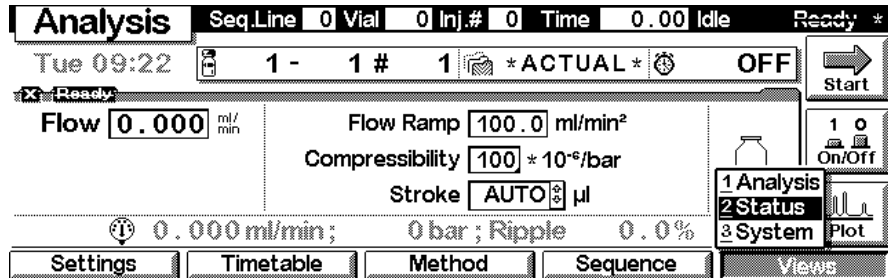 Analysis Seq.Line 0 Vial 0 Inj.# 0 Time 0.00 Idle Ready *
Tue 09:22 1 - 1 # 1 *ACTUAL* OFF
Start
X Ready
Flow 0.000 ml/min Flow Ramp 100.0 ml/min²
1 0
On/Off
Compressibility 100 * 10⁻⁶/bar
Stroke AUTO µl
1 Analysis
2 Status
3 System
Plot
0.000 ml/min ; 0 bar ; Ripple 0.0%
Settings Timetable Method Sequence Views